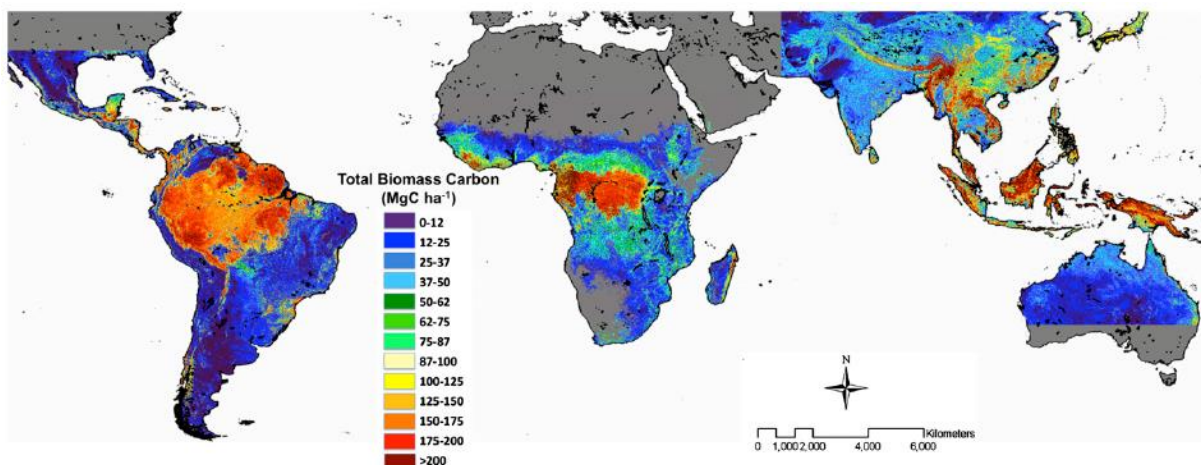 Total Biomass Carbon
(MgC ha⁻¹)
0-12
12-25
25-37
37-50
50-62
62-75
75-87
87-100
100-125
125-150
150-175
175-200
>200
N
Kilometers
0 1,000 2,000 4,000 6,000